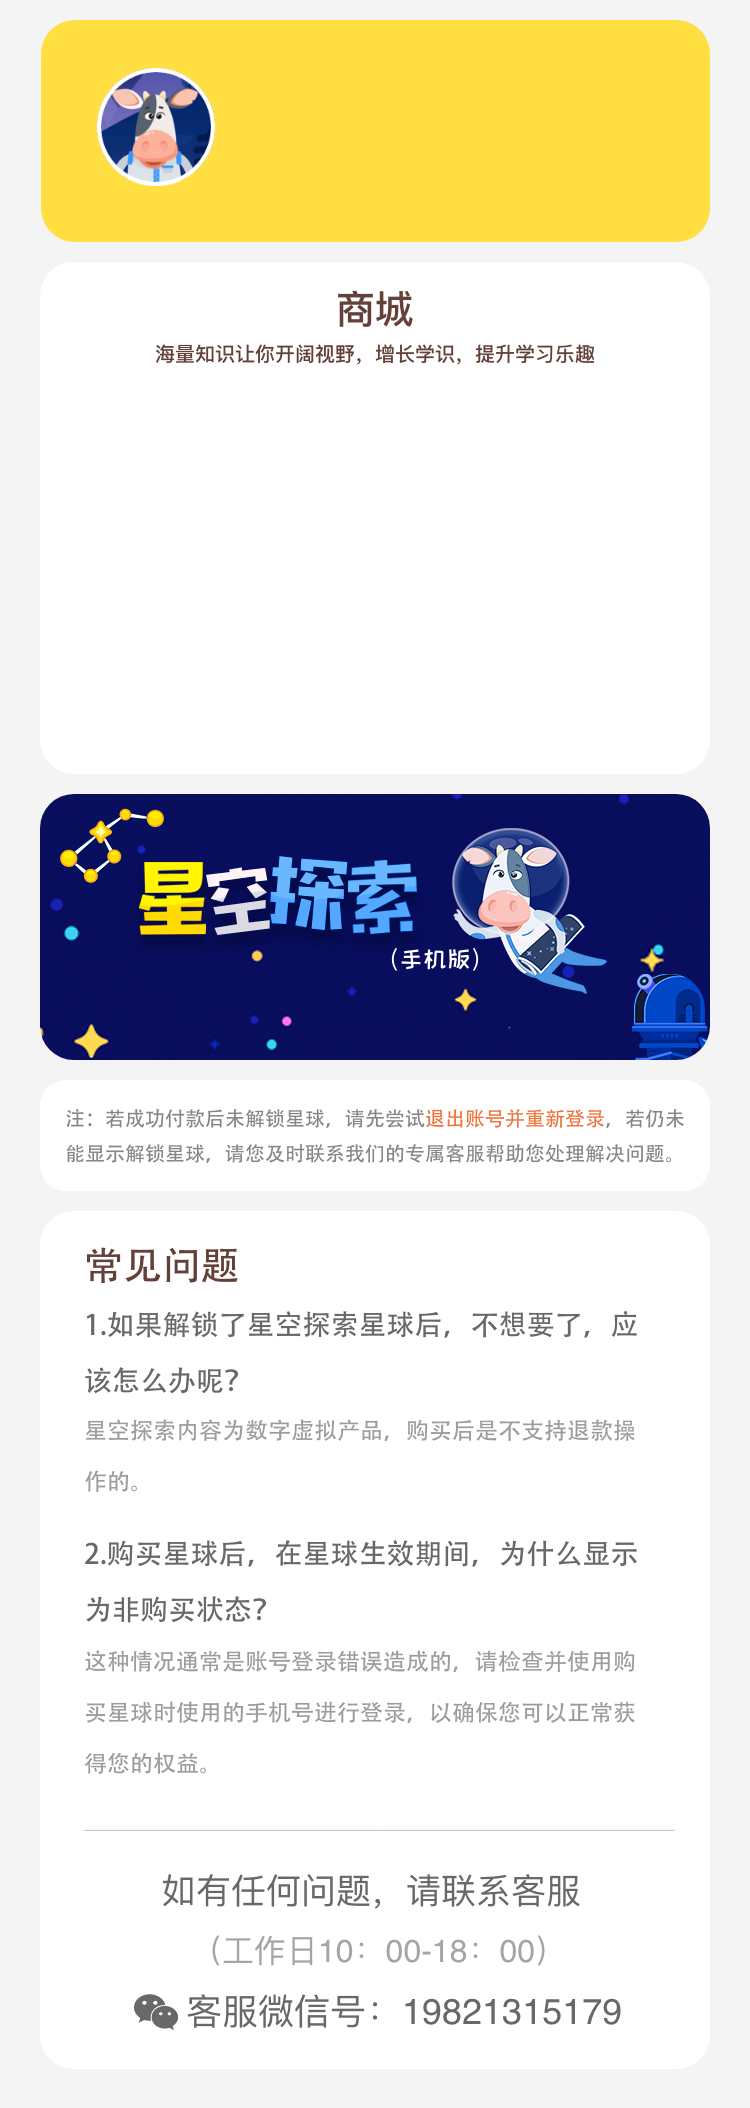 商城
海量知识让你开阔视野，增长学识，提升学习乐趣
星空探索
（手机版）
注：若成功付款后未解锁星球，请先尝试退出账号并重新登录，若仍未
能显示解锁星球，请您及时联系我们的专属客服帮助您处理解决问题。
常见问题
1.如果解锁了星空探索星球后，不想要了，应
该怎么办呢？
星空探索内容为数字虚拟产品，购买后是不支持退款操
作的。
2.购买星球后，在星球生效期间，为什么显示
为非购买状态？
这种情况通常是账号登录错误造成的，请检查并使用购
买星球时使用的手机号进行登录，以确保您可以正常获
得您的权益。
如有任何问题，请联系客服
（工作日10：00-18：00）
客服微信号：19821315179